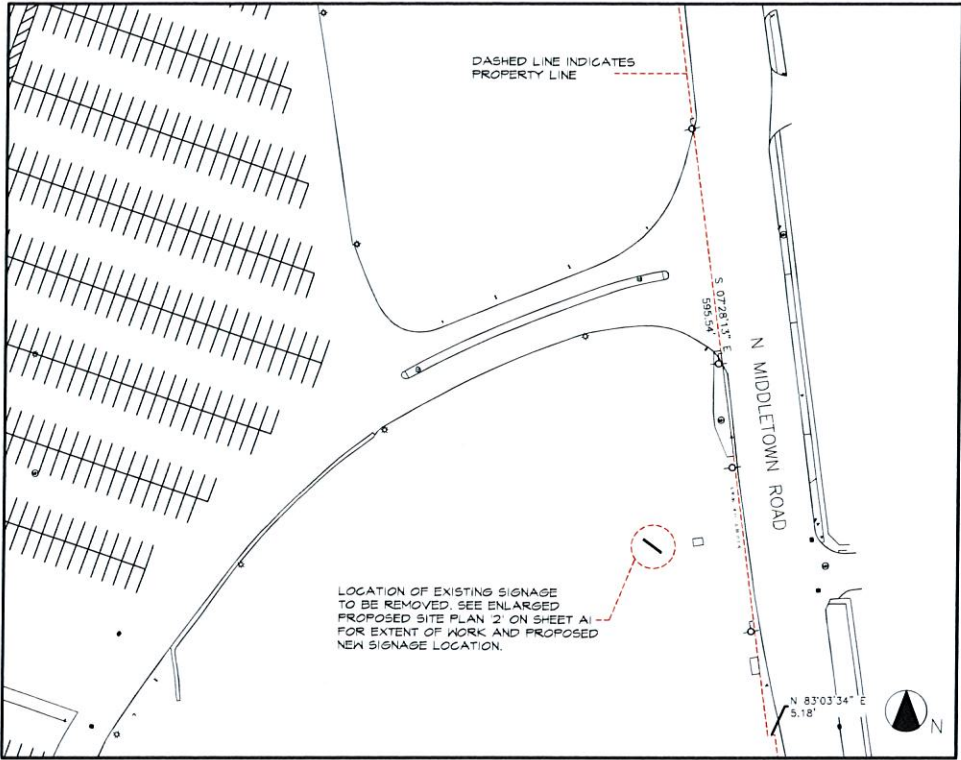 DASHED LINE INDICATES
PROPERTY LINE
S 07°28'13" E
595.54'
N MIDDLETOWN ROAD
LOCATION OF EXISTING SIGNAGE
TO BE REMOVED. SEE ENLARGED
PROPOSED SITE PLAN '2' ON SHEET A1
FOR EXTENT OF WORK AND PROPOSED
NEW SIGNAGE LOCATION.
N 83°03'34" E
5.18'
N